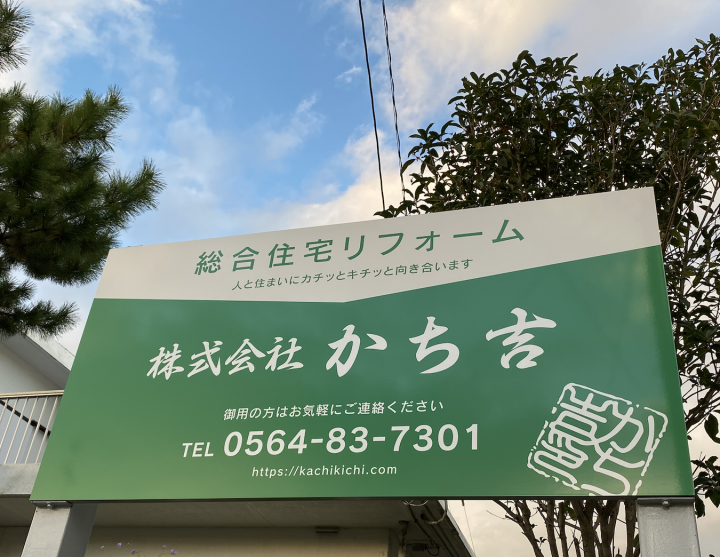 総合住宅リフォーム
人と住まいにカチッとキチッと向き合います
株式会社 かち吉
御用の方はお気軽にご連絡ください
TEL 0564-83-7301
https://kachikichi.com
かち
吉